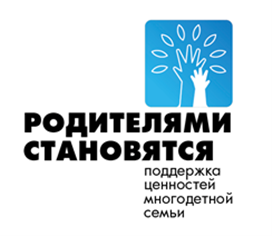 РОДИТЕЛЯМИ
СТАНОВЯТСЯ
поддержка
ценностей
многодетной
семьи